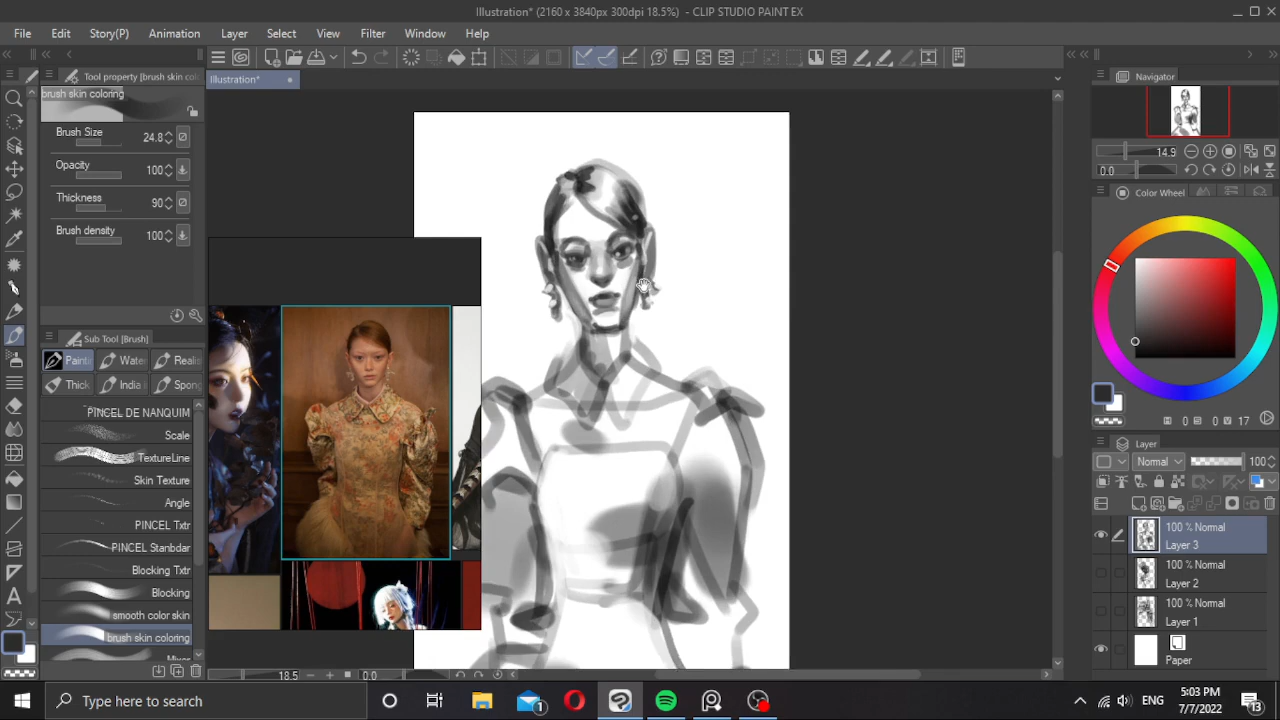 Illustration* (2160 x 3840px 300dpi 18.5%) - CLIP STUDIO PAINT EX
File Edit Story(P) Animation Layer Select View Filter Window Help
Tool property [brush skin col
Illustration*
Navigator
brush skin coloring
Brush Size 24.8
Opacity 100
Thickness 90
Brush density 100
14.9
0.0
Color Wheel
Sub Tool [Brush]
Painti Water Realis
Thick India i Spong
PINCEL DE NANQUIM
Scale
TextureLine
Skin Texture
Angle
PINCEL Txtr
PINCEL Stanbdar
Blocking Txtr
Blocking
smooth color skin
brush skin coloring
Mixer
0 S 0 V 17
Layer
Normal 100
100 % Normal
Layer 3
100 % Normal
Layer 2
100 % Normal
Layer 1
Paper
18.5 0.0
Type here to search
1
ENG
5:03 PM
7/7/2022
13